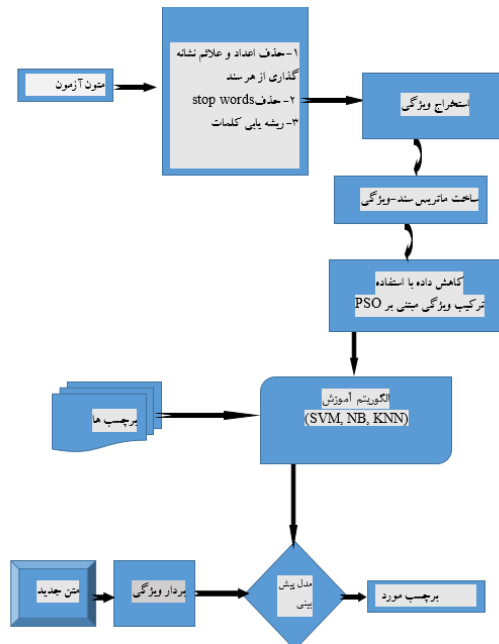 متون آزمون
۱-حذف اعداد و علائم نشانه
گذاری از هر سند
۲-حذف stop words
۳-ریشه یابی کلمات
استخراج ویژگی
ساخت ماتریس سند-ویژگی
کاهش داده با استفاده
ترکیب ویژگی مبتنی بر PSO
الگوریتم آموزش
(SVM, NB, KNN)
برچسب ها
متن جدید
بردار ویژگی
مدل پیش
بینی
برچسب مورد